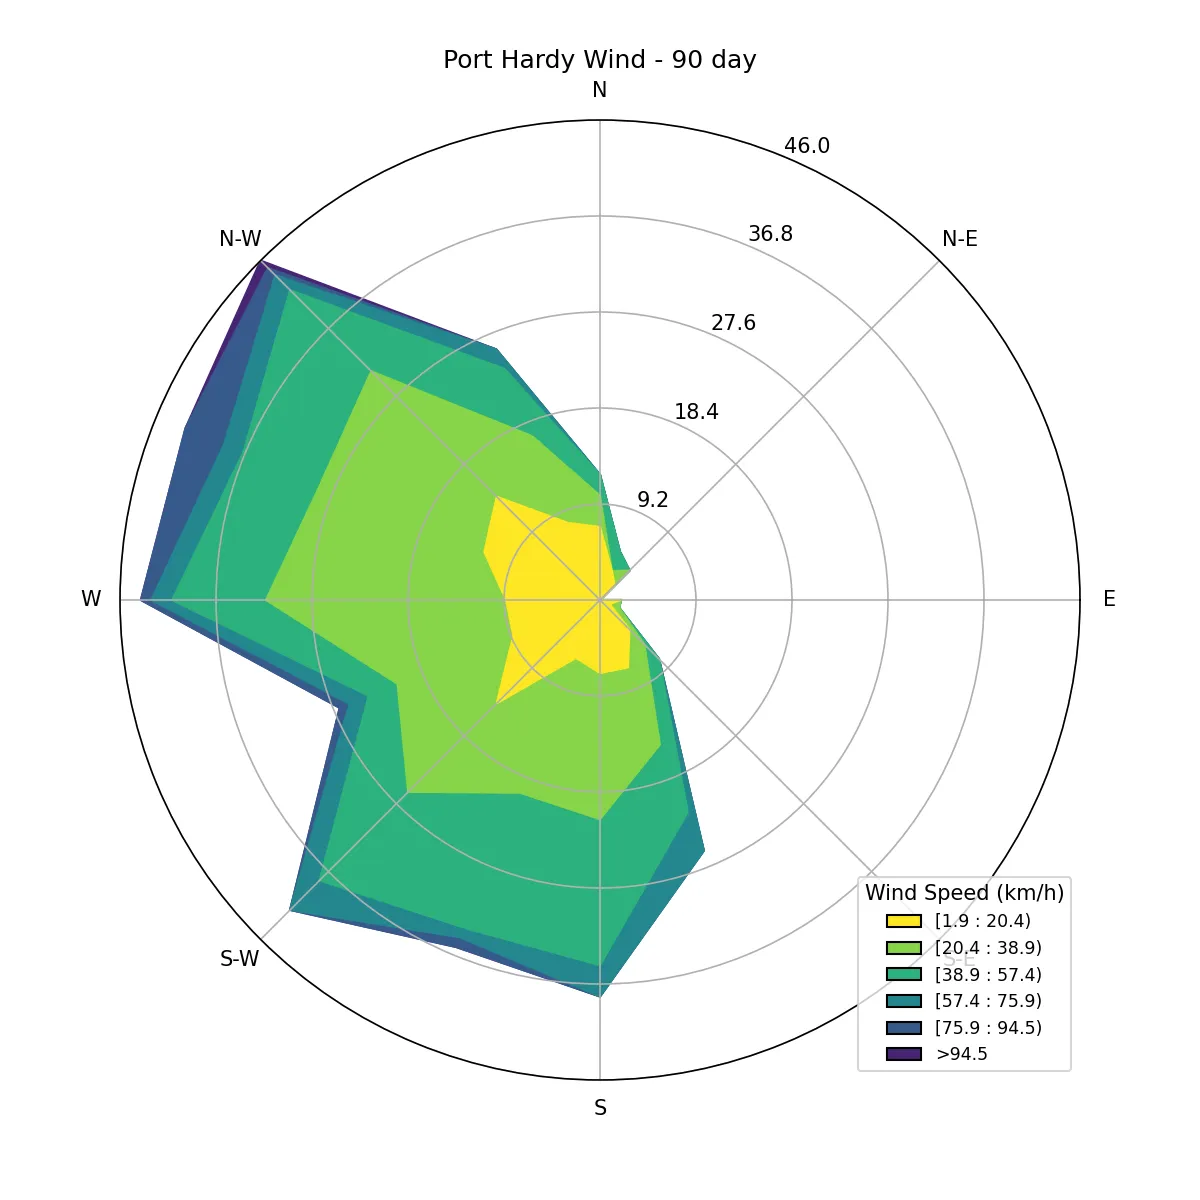 Port Hardy Wind - 90 day
N
46.0
N-W
N-E
36.8
27.6
18.4
9.2
W
E
S-W
S-E
S
Wind Speed (km/h)
[1.9 : 20.4)
[20.4 : 38.9)
[38.9 : 57.4)
[57.4 : 75.9)
[75.9 : 94.5)
>94.5